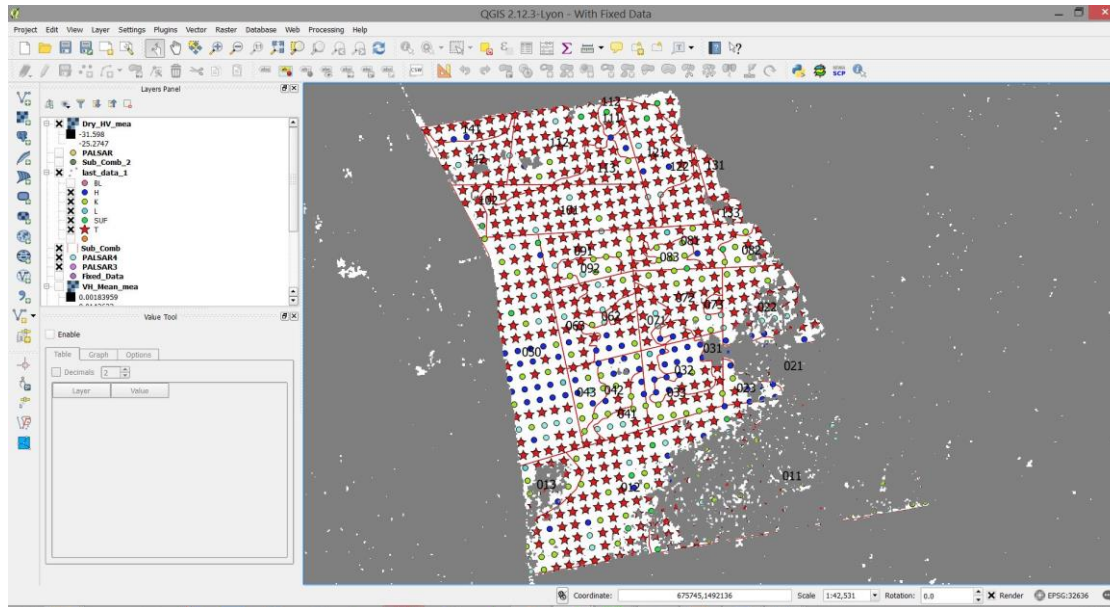 QGIS 2.12.3-Lyon - With Fixed Data
Project Edit View Layer Settings Plugins Vector Raster Database Web Processing Help
Layers Panel
Dry_HV_mea
-31.598
-25.2747
PALSAR
Sub_Comb_2
last_data_1
BL
H
K
L
SUF
T
Sub_Comb
PALSAR4
PALSAR3
Fixed_Data
VH_Mean_mea
0.00183959
Value Tool
Enable
Table Graph Options
Decimals 2
Layer Value
CSW
SCP
112
111
141
112
121
142
113
122
131
102
101
133
091
081
092
083
082
072
073
022
062
063
071
050
031
021
032
043
042
033
023
041
013
012
011
Coordinate: 675745,1492136 Scale 1:42,531 Rotation: 0.0 Render EPSG:32636